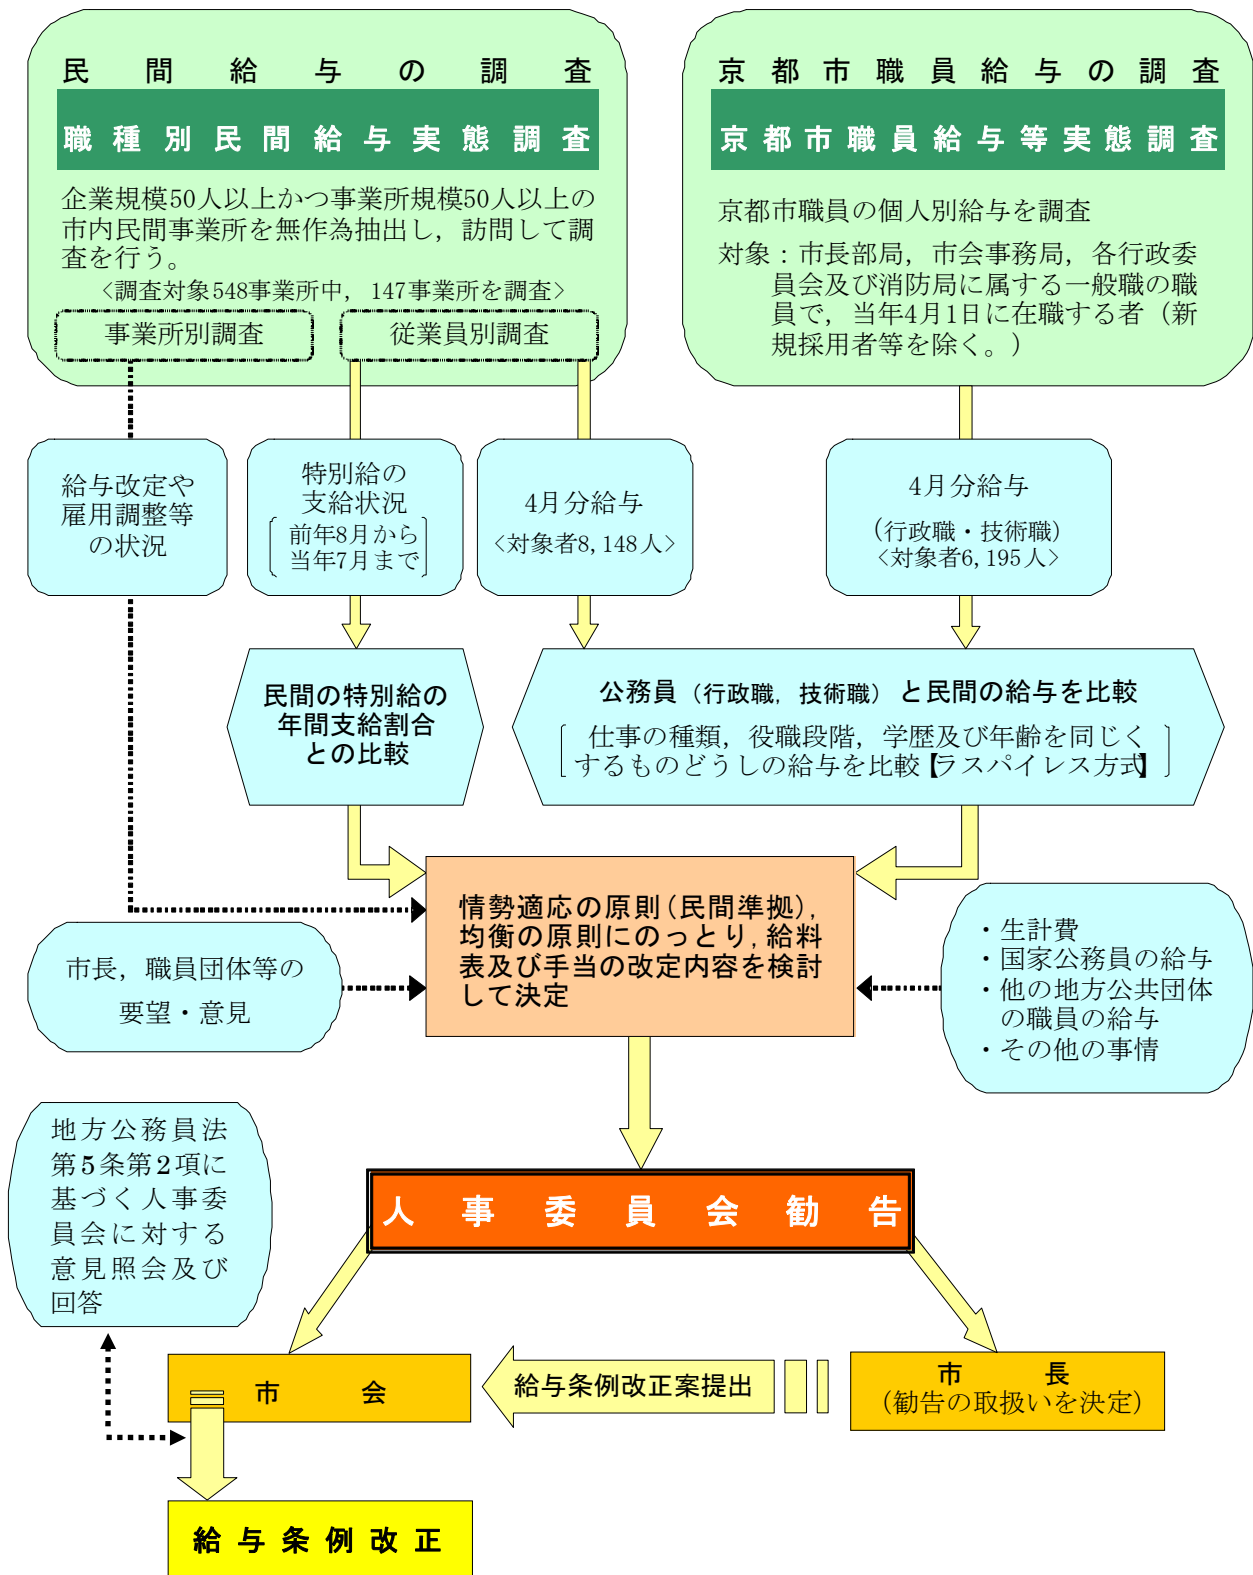 民間給与の調査
職種別民間給与実態調査
企業規模50人以上かつ事業所規模50人以上の
市内民間事業所を無作為抽出し，訪問して調
査を行う。
＜調査対象548事業所中，147事業所を調査＞
事業所別調査
従業員別調査
京都市職員給与の調査
京都市職員給与等実態調査
京都市職員の個人別給与を調査
対象：市長部局，市会事務局，各行政委
員会及び消防局に属する一般職の職
員で，当年4月1日に在職する者（新
規採用者等を除く。）
給与改定や
雇用調整等
の状況
特別給の
支給状況
前年8月から
当年7月まで
4月分給与
＜対象者8,148人＞
4月分給与
(行政職・技術職)
＜対象者6,195人＞
民間の特別給の
年間支給割合
との比較
公務員（行政職，技術職）と民間の給与を比較
仕事の種類，役職段階，学歴及び年齢を同じく
するものどうしの給与を比較【ラスパイレス方式】
情勢適応の原則（民間準拠），
均衡の原則にのっとり，給料
表及び手当の改定内容を検討
して決定
市長，職員団体等の
要望・意見
・生計費
・国家公務員の給与
・他の地方公共団体
の職員の給与
・その他の事情
地方公務員法
第5条第2項に
基づく人事委
員会に対する
意見照会及び
回答
人事委員会勧告
市会
給与条例改正案提出
市長
（勧告の取扱いを決定）
給与条例改正